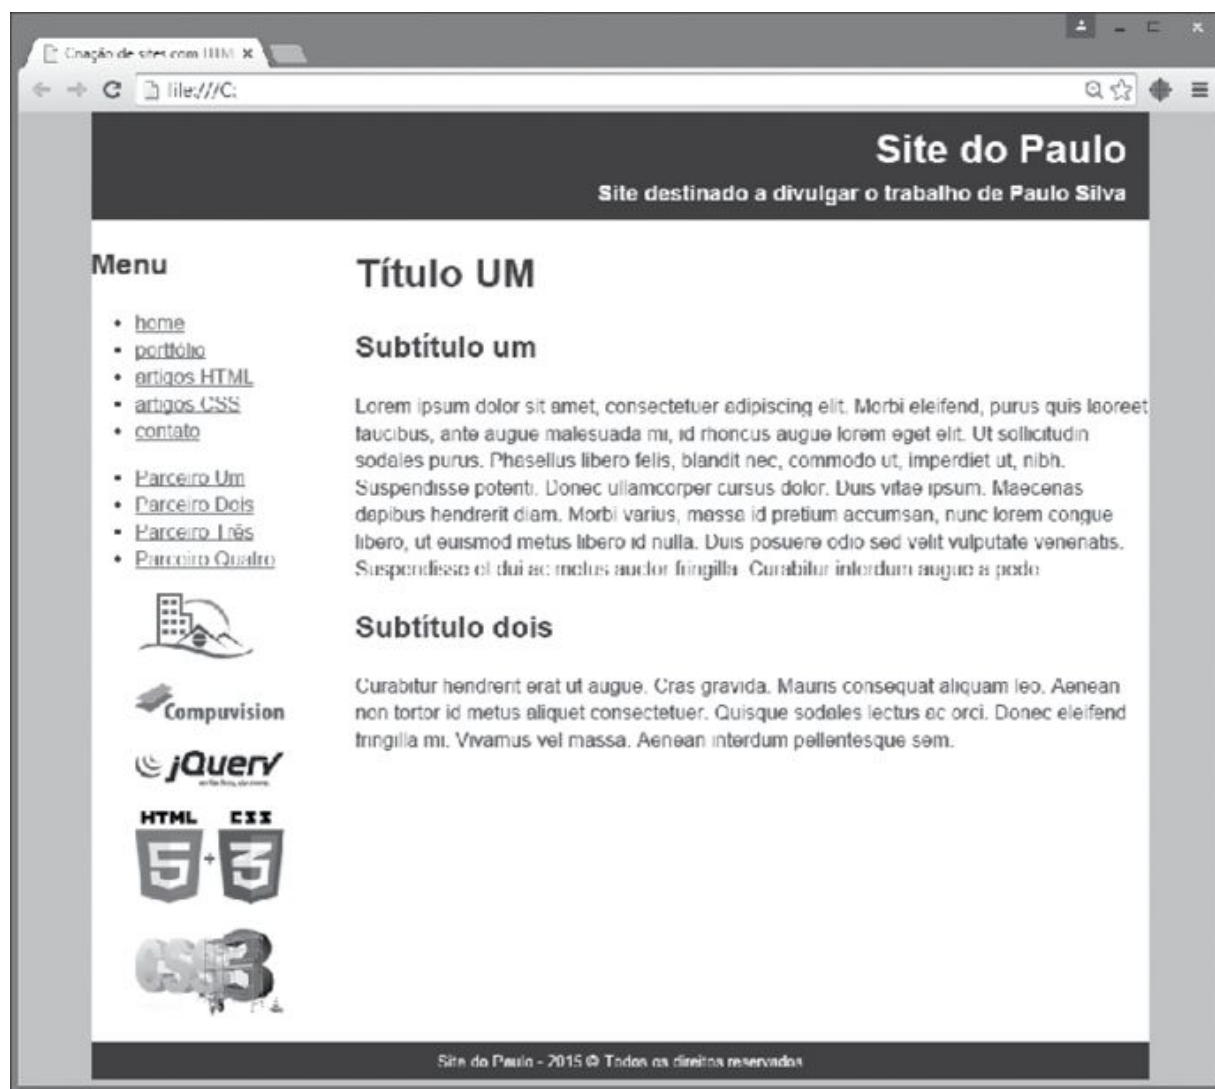 Criação de sites com HTML
file:///C:
Site do Paulo
Site destinado a divulgar o trabalho de Paulo Silva
Menu
• home
• portfólio
• artigos HTML
• artigos CSS
• contato
• Parceiro Um
• Parceiro Dois
• Parceiro Três
• Parceiro Quatro
Compuvision
jQuery
HTML CSS
5 + 3
CSS3
Título UM
Subtítulo um
Lorem ipsum dolor sit amet, consectetuer adipiscing elit. Morbi eleifend, purus quis laoreet
faucibus, ante augue malesuada mi, id rhoncus augue lorem eget elit. Ut sollicitudin
sodales purus. Phasellus libero felis, blandit nec, commodo ut, imperdiet ut, nibh.
Suspendisse potenti. Donec ullamcorper cursus dolor. Duis vitae ipsum. Maecenas
dapibus hendrerit diam. Morbi varius, massa id pretium accumsan, nunc lorem congue
libero, ut euismod metus libero id nulla. Duis posuere odio sed velit vulputate venenatis.
Suspendisse et dui ac metus auctor fringilla. Curabitur interdum augue a pede
Subtítulo dois
Curabitur hendrerit erat ut augue. Cras gravida. Mauris consequat aliquam leo. Aenean
non tortor id metus aliquet consectetuer. Quisque sodales lectus ac orci. Donec eleifend
fringilla mi. Vivamus vel massa. Aenean interdum pellentesque sem.
Site do Paulo - 2015 © Todos os direitos reservados